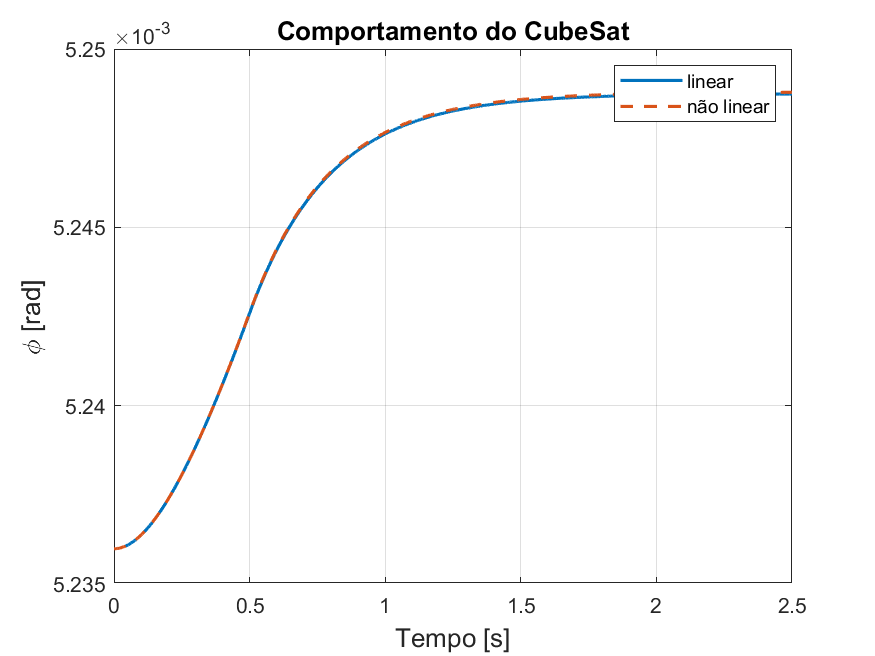 Comportamento do CubeSat
×10-3
5.25
5.245
5.24
5.235
ϕ [rad]
linear
não linear
0 0.5 1 1.5 2 2.5
Tempo [s]